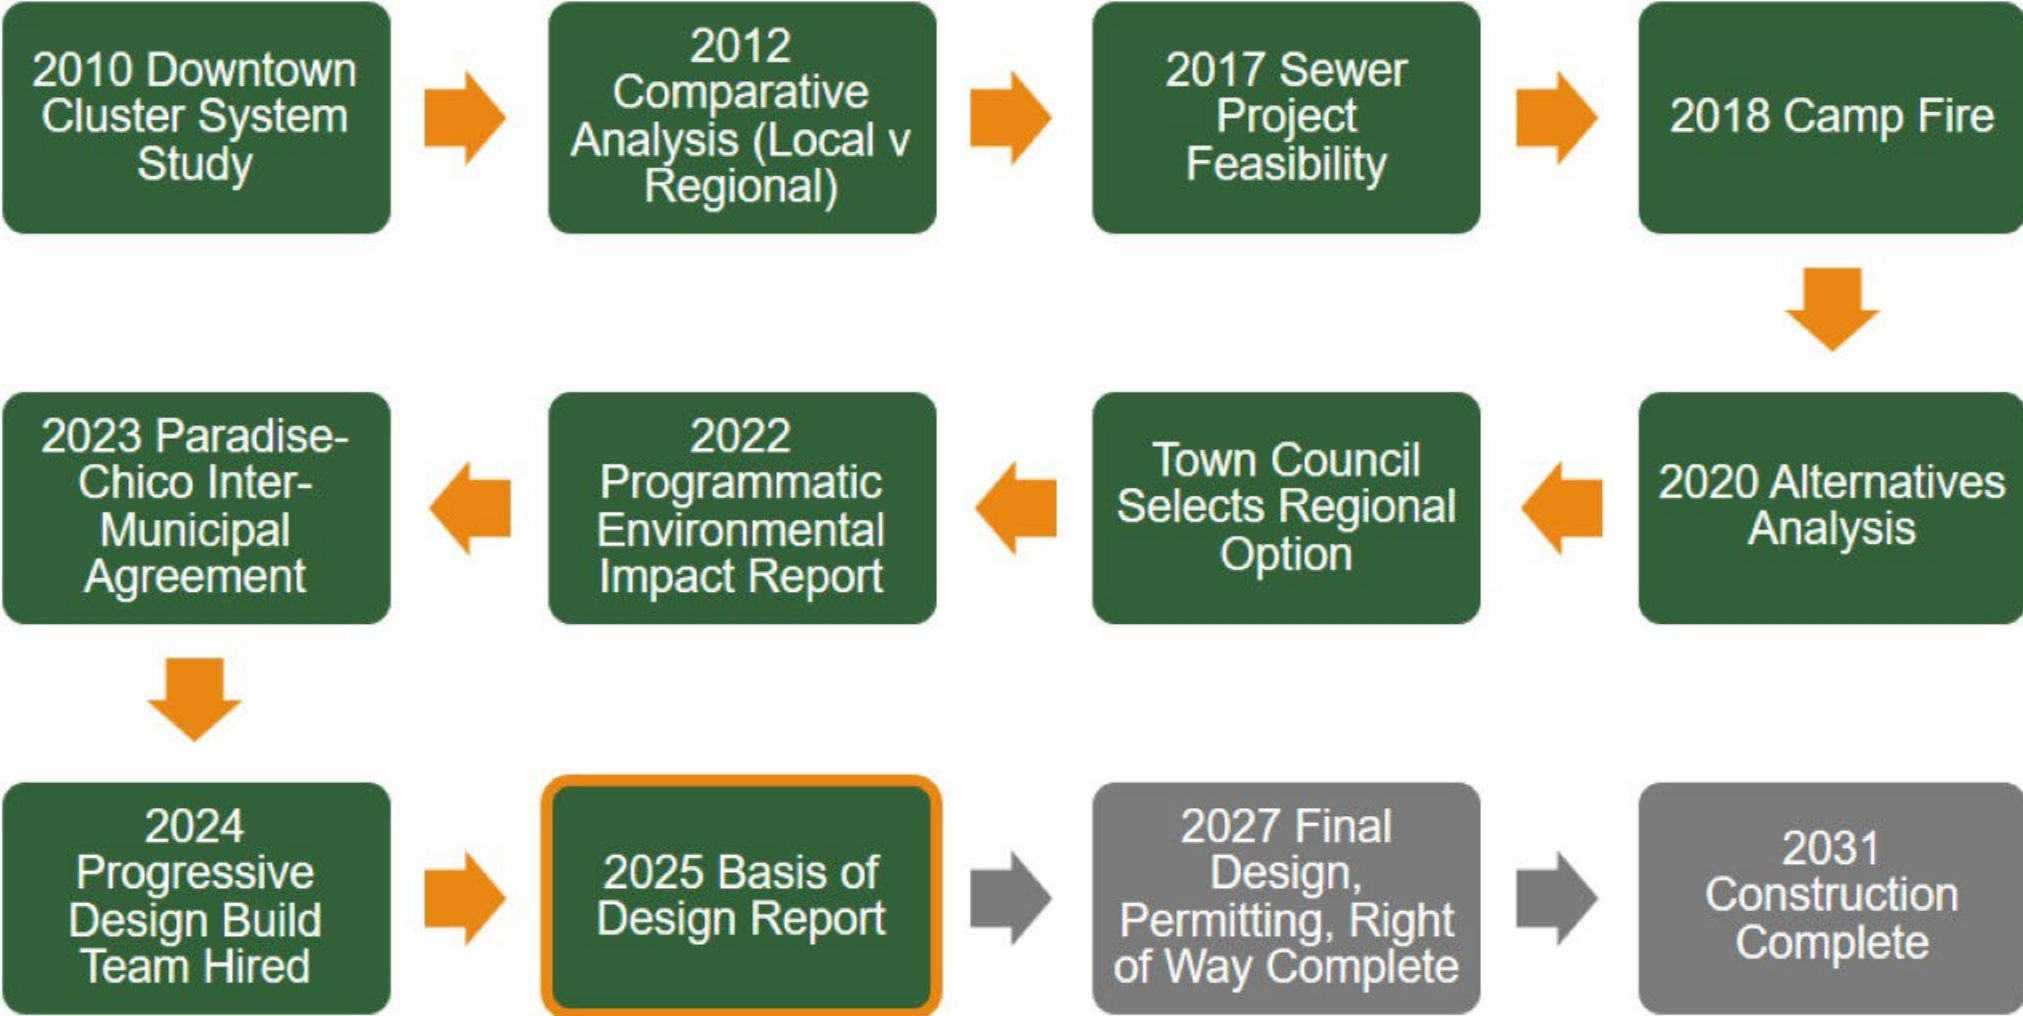 2010 Downtown
Cluster System
Study
2012
Comparative
Analysis (Local v
Regional)
2017 Sewer
Project
Feasibility
2018 Camp Fire
2020 Alternatives
Analysis
Town Council
Selects Regional
Option
2022
Programmatic
Environmental
Impact Report
2023 Paradise-
Chico Inter-
Municipal
Agreement
2024
Progressive
Design Build
Team Hired
2025 Basis of
Design Report
2027 Final
Design,
Permitting, Right
of Way Complete
2031
Construction
Complete